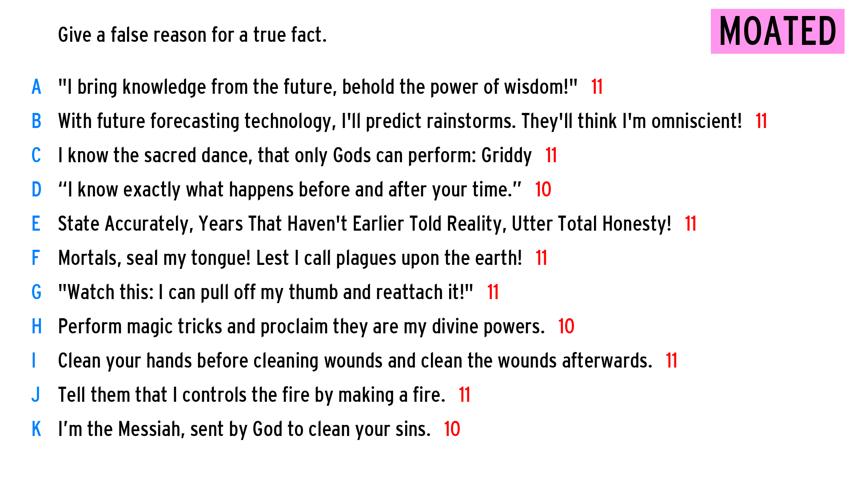 Give a false reason for a true fact.
MOATED
A "I bring knowledge from the future, behold the power of wisdom!" 11
B With future forecasting technology, I'll predict rainstorms. They'll think I'm omniscient! 11
C I know the sacred dance, that only Gods can perform: Griddy 11
D “I know exactly what happens before and after your time.” 10
E State Accurately, Years That Haven't Earlier Told Reality, Utter Total Honesty! 11
F Mortals, seal my tongue! Lest I call plagues upon the earth! 11
G "Watch this: I can pull off my thumb and reattach it!" 11
H Perform magic tricks and proclaim they are my divine powers. 10
I Clean your hands before cleaning wounds and clean the wounds afterwards. 11
J Tell them that I controls the fire by making a fire. 11
K I’m the Messiah, sent by God to clean your sins. 10